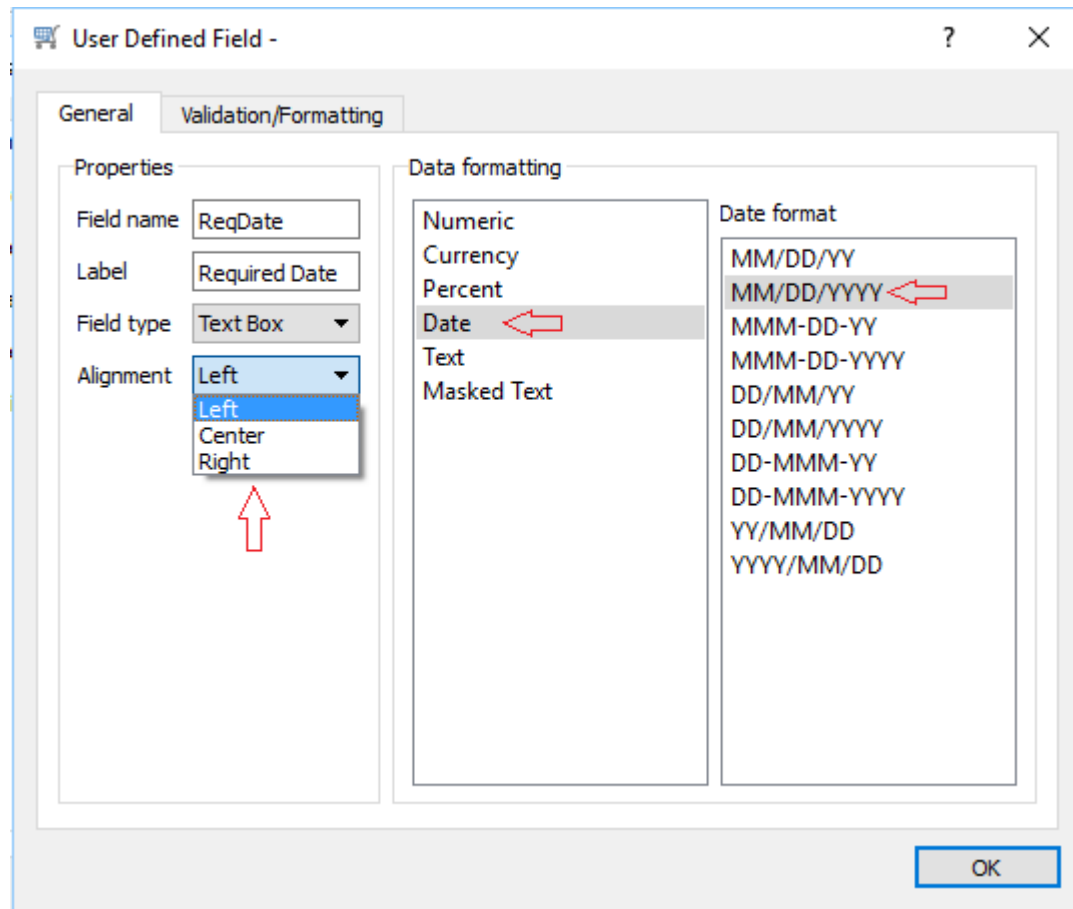 User Defined Field -
?
General
Validation/Formatting
Properties
Field name
ReqDate
Label
Required Date
Field type
Text Box
Alignment
Left
Left
Center
Right
Data formatting
Numeric
Currency
Percent
Date
Text
Masked Text
Date format
MM/DD/YY
MM/DD/YYYY
MMM-DD-YY
MMM-DD-YYYY
DD/MM/YY
DD/MM/YYYY
DD-MMM-YY
DD-MMM-YYYY
YY/MM/DD
YYYY/MM/DD
OK